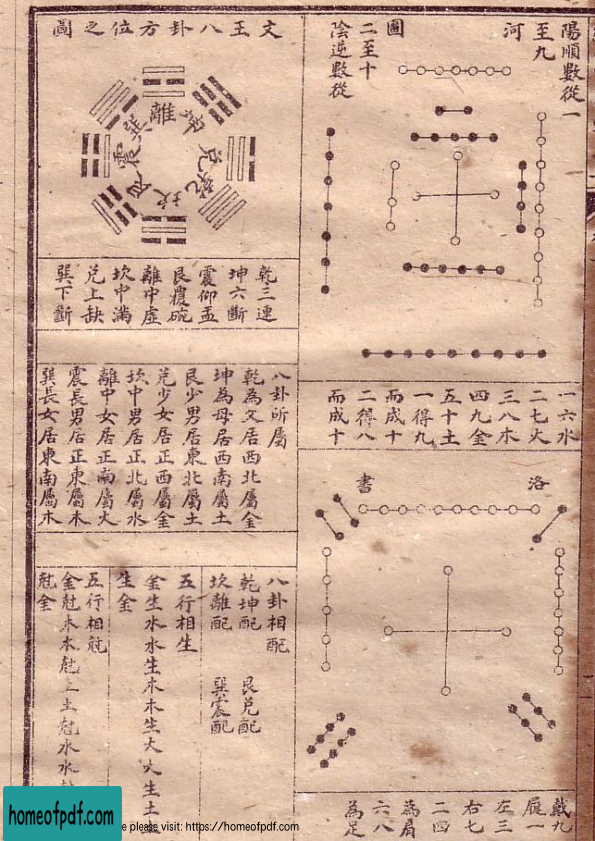 陽順數從一
至九
河
圖
二至十
陰逆數從
一六水
二七火
三八木
四九金
五十土
一得九
而成十
二得八
而成十
洛
書
戴九
履一
左三
右七
二四
為肩
六八
為足
文王八卦方位之圖
離
坤
兌
乾
坎
艮
震
巽
乾三連
坤六斷
震仰盂
艮覆碗
離中虛
坎中滿
兌上缺
巽下斷
八卦所屬
乾為父居西北屬金
坤為母居西南屬土
艮少男居東北屬土
兌少女居正西屬金
坎中男居正北屬水
離中女居正南屬火
震長男居正東屬木
巽長女居東南屬木
八卦相配
乾坤配 艮兌配
坎離配 巽震配
五行相生
金生水水生木木生火火生土
生金
五行相尅
金尅木木尅土土尅水水
尅金
homeofpdf.com
e please visit: https://homeofpdf.com